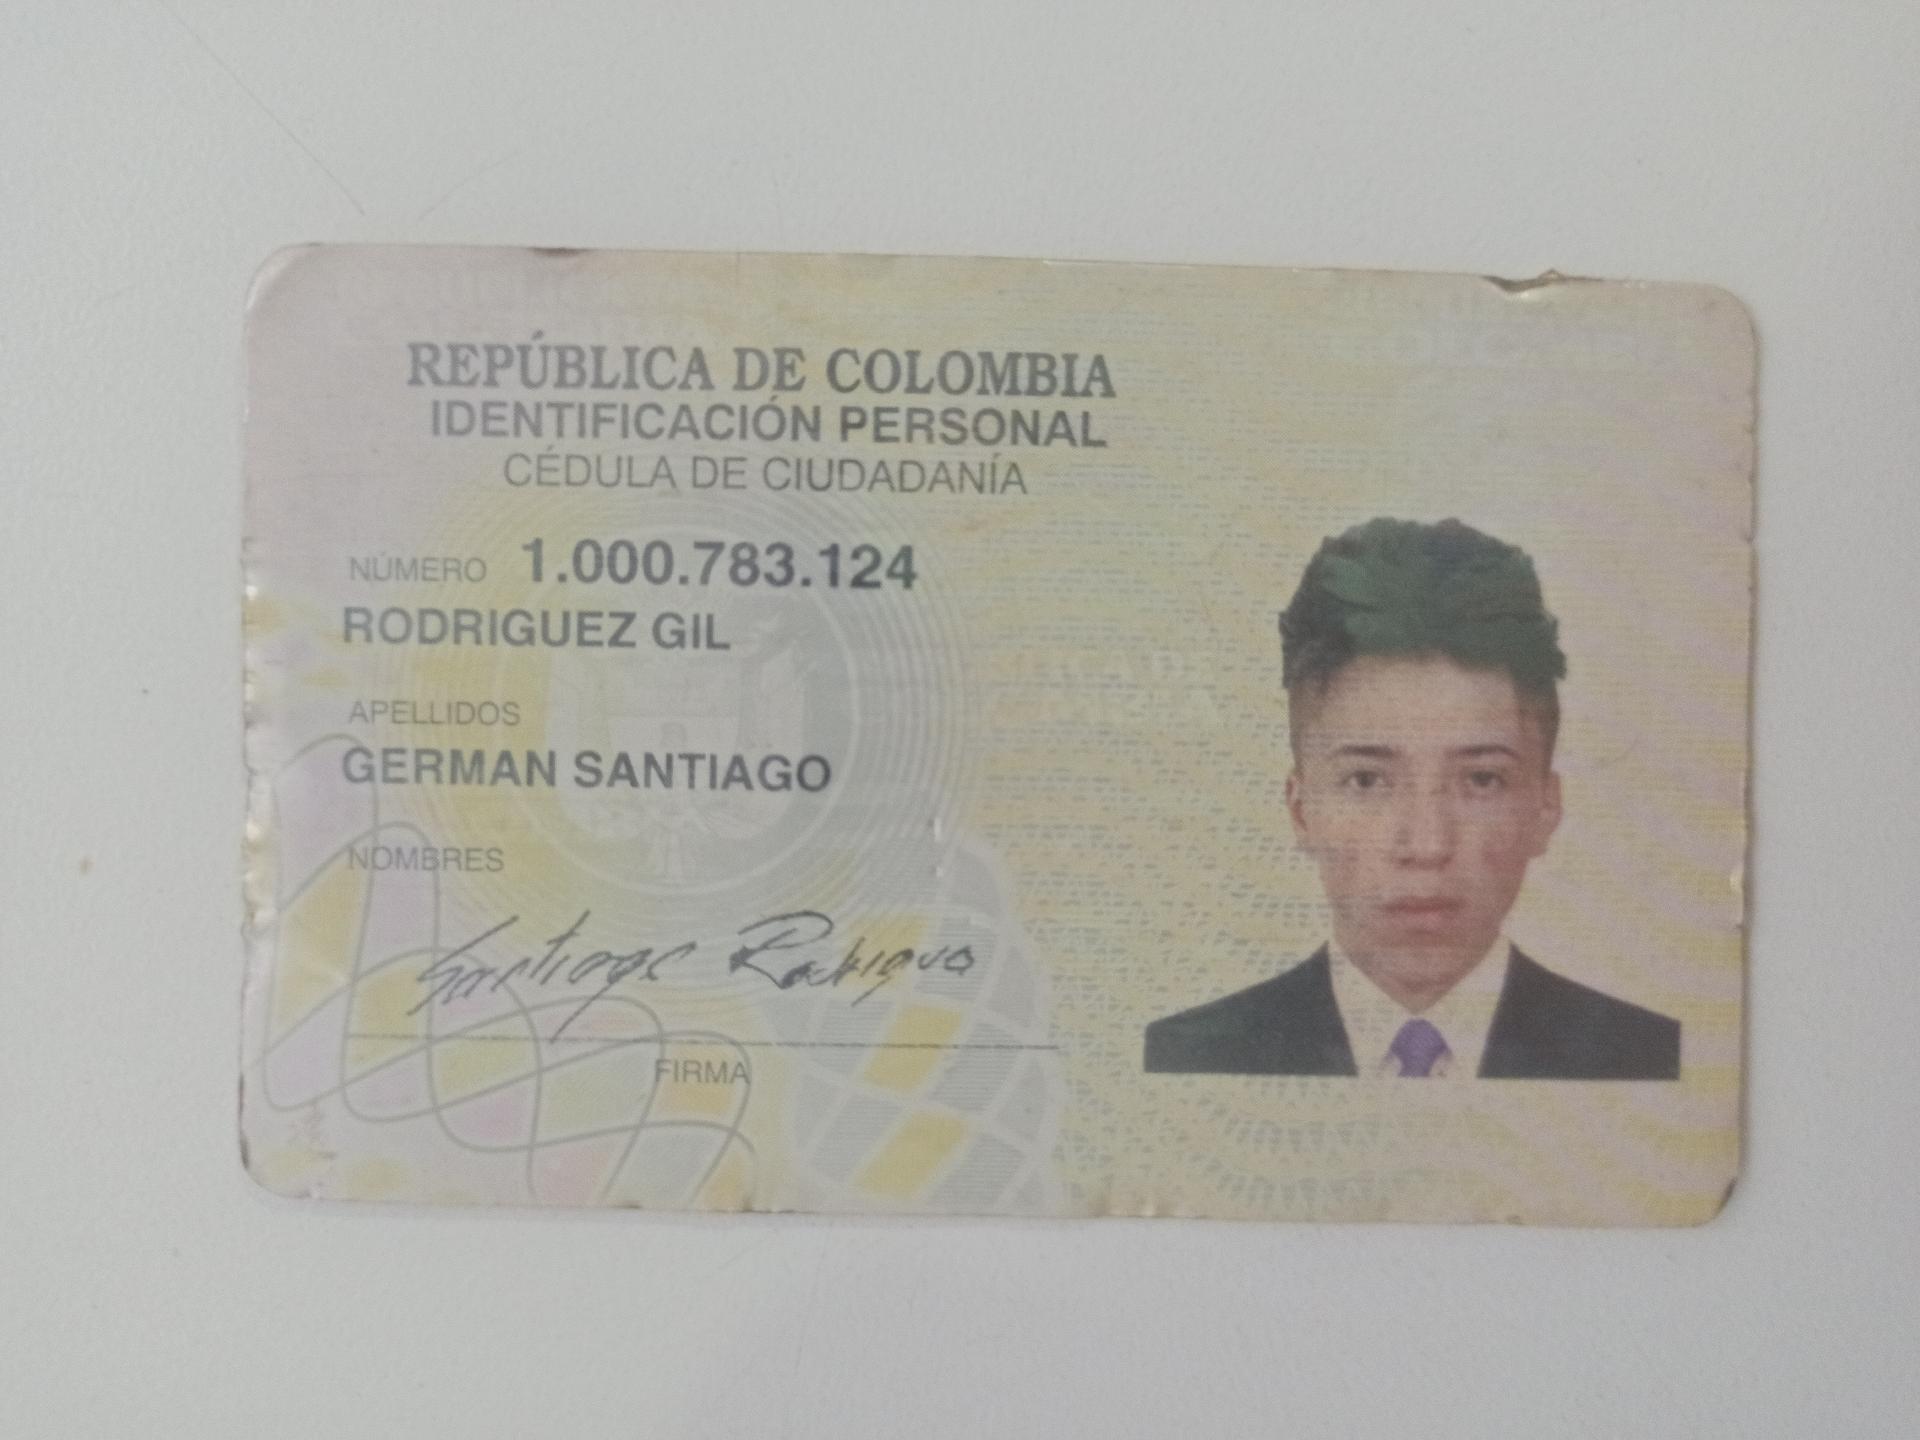 REPÚBLICA DE COLOMBIA
IDENTIFICACIÓN PERSONAL
CÉDULA DE CIUDADANÍA
NÚMERO 1.000.783.124
RODRIGUEZ GIL
APELLIDOS
GERMAN SANTIAGO
NOMBRES
Santiago Rodriguez
FIRMA